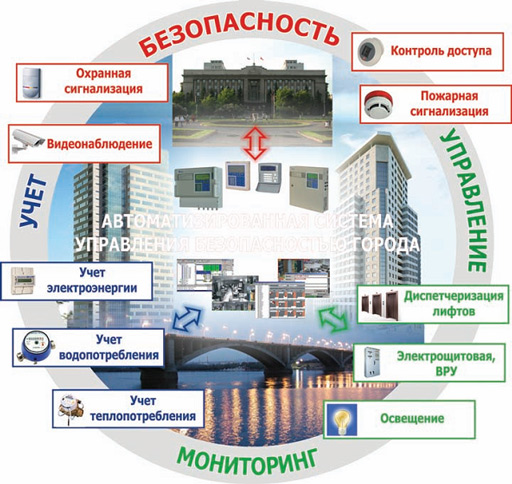 БЕЗОПАСНОСТЬ
Контроль доступа
Охранная
сигнализация
Пожарная
сигнализация
Видеонаблюдение
УЧЕТ
УПРАВЛЕНИЕ
АВТОМАТИЗИРОВАННАЯ СИСТЕМА
УПРАВЛЕНИЯ БЕЗОПАСНОСТЬЮ ГОРОДА
Учет
электроэнергии
Диспетчеризация
лифтов
Учет
водопотребления
Электрощитовая,
ВРУ
Учет
теплопотребления
Освещение
МОНИТОРИНГ